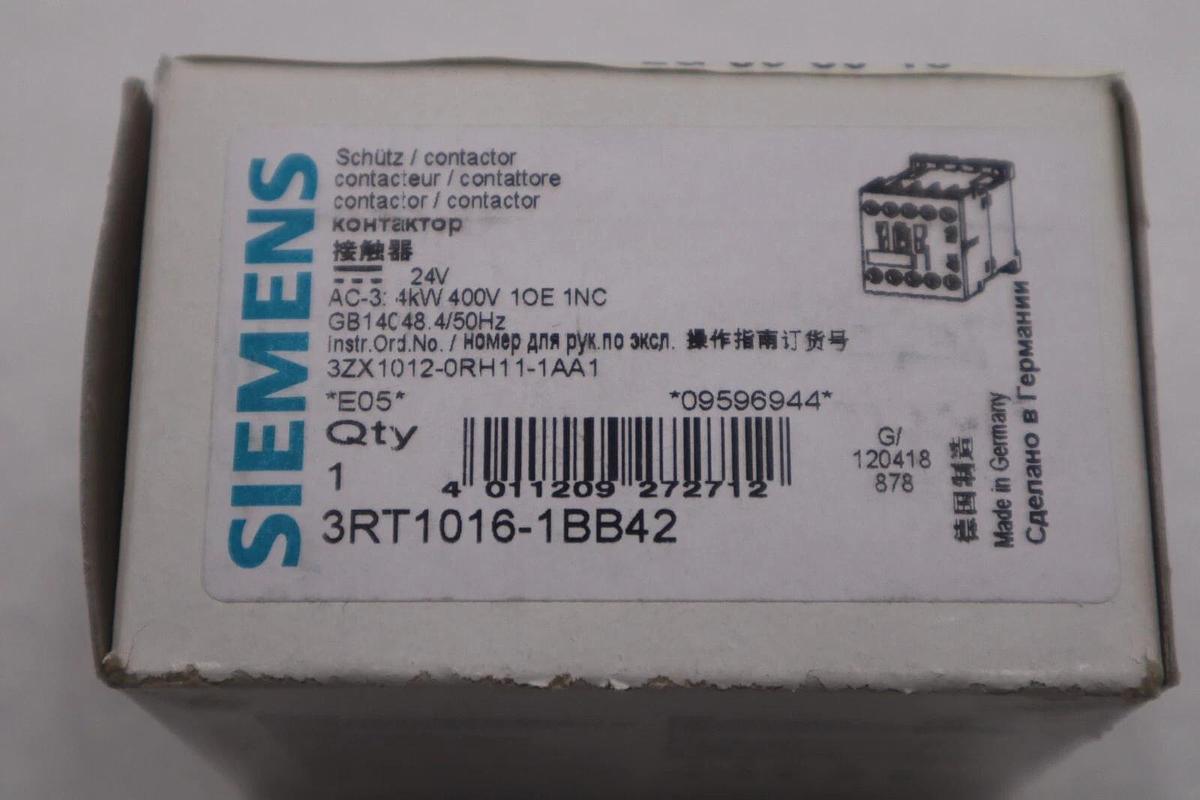 SIEMENS
Schütz / contactor
contacteur / contattore
contactor / contactor
контактор
接触器
24V
AC-3: 4kW 400V 1OE 1NC
GB14048.4/50Hz
Instr.Ord.No. / номер для рук.по эксл. 操作指南订货号
3ZX1012-0RH11-1AA1
*E05* *09596944*
Qty
1
4 011209 272712
3RT1016-1BB42
G/
120418
878
德国制造
Made in Germany
Сделано в Германии